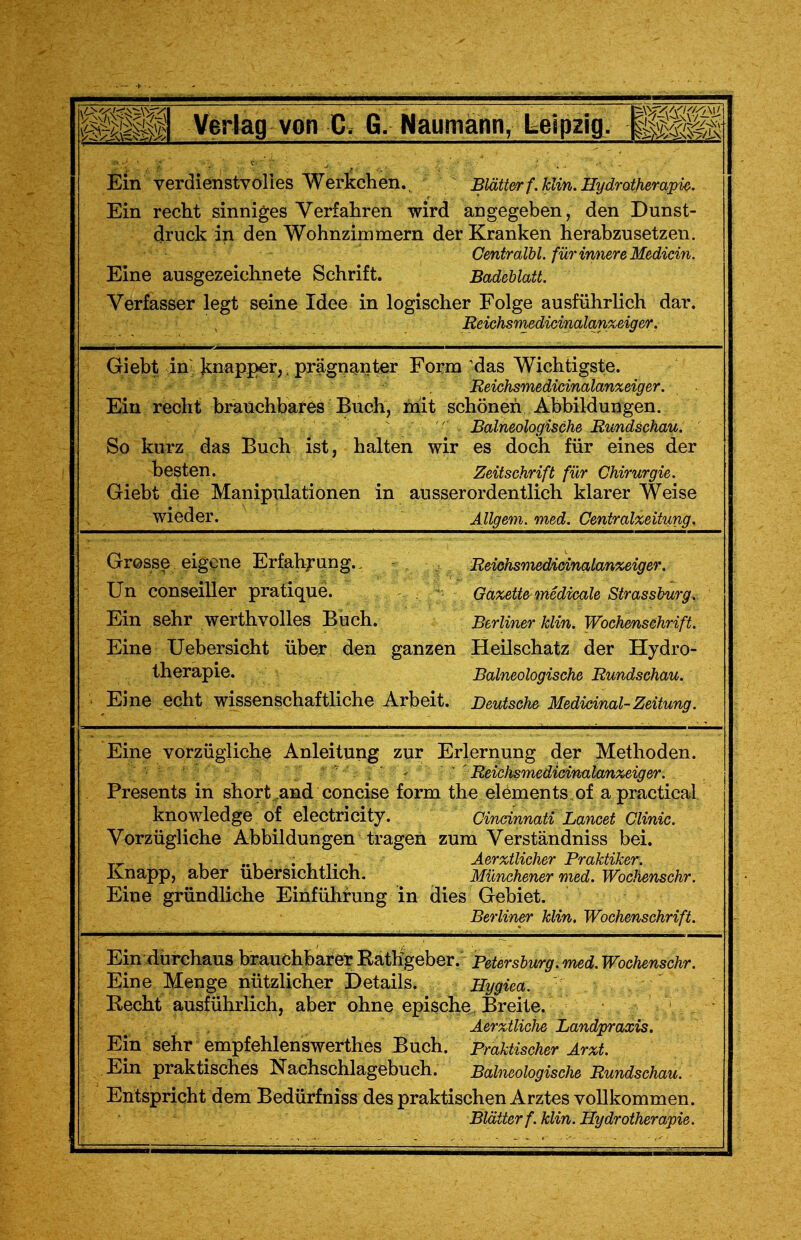 Verlag von C. G. Naumann, Leipzig.
Ein verdienstvolles Werkchen. Blätter f. klin. Hydrotherapie.
Ein recht sinniges Verfahren wird angegeben, den Dunst-
druck in den Wohnzimmern der Kranken herabzusetzen.
Centralbl. für innere Medicin.
Eine ausgezeichnete Schrift. Badeblatt.
Verfasser legt seine Idee in logischer Folge ausführlich dar.
Reichsmedicinalanzeiger.
Giebt in knapper, prägnanter Form das Wichtigste.
Reichsmedicinalanzeiger.
Ein recht brauchbares Buch, mit schönen Abbildungen.
Balneologische Rundschau.
So kurz das Buch ist, halten wir es doch für eines der
besten. Zeitschrift für Chirurgie.
Giebt die Manipulationen in ausserordentlich klarer Weise
wieder. Allgem. med. Centralzeitung.
Grosse eigene Erfahrung. Reichsmedicinalanzeiger.
Un conseiller pratique. Gazette médicale Strassburg.
Ein sehr werthvolles Buch. Berliner klin. Wochenschrift.
Eine Uebersicht über den ganzen Heilschatz der Hydro-
therapie. Balneologische Rundschau.
Eine echt wissenschaftliche Arbeit. Deutsche Medicinal-Zeitung.
Eine vorzügliche Anleitung zur Erlernung der Methoden.
Reichsmedicinalanzeiger.
Presents in short and concise form the elements of a practical
knowledge of electricity. Cincinnati Lancet Clinic.
Vorzügliche Abbildungen tragen zum Verständniss bei.
Aerztlicher Praktiker.
Knapp, aber übersichtlich. Münchener med. Wochenschr.
Eine gründliche Einführung in dies Gebiet.
Berliner klin. Wochenschrift.
Ein durchaus brauchbarer Rathgeber. Petersburg. med. Wochenschr.
Eine Menge nützlicher Details. Hygiea.
Recht ausführlich, aber ohne epische Breite.
Aerztliche Landpraxis.
Ein sehr empfehlenswerthes Buch. Praktischer Arzt.
Ein praktisches Nachschlagebuch. Balneologische Rundschau.
Entspricht dem Bedürfniss des praktischen Arztes vollkommen.
Blätter f. klin. Hydrotherapie.